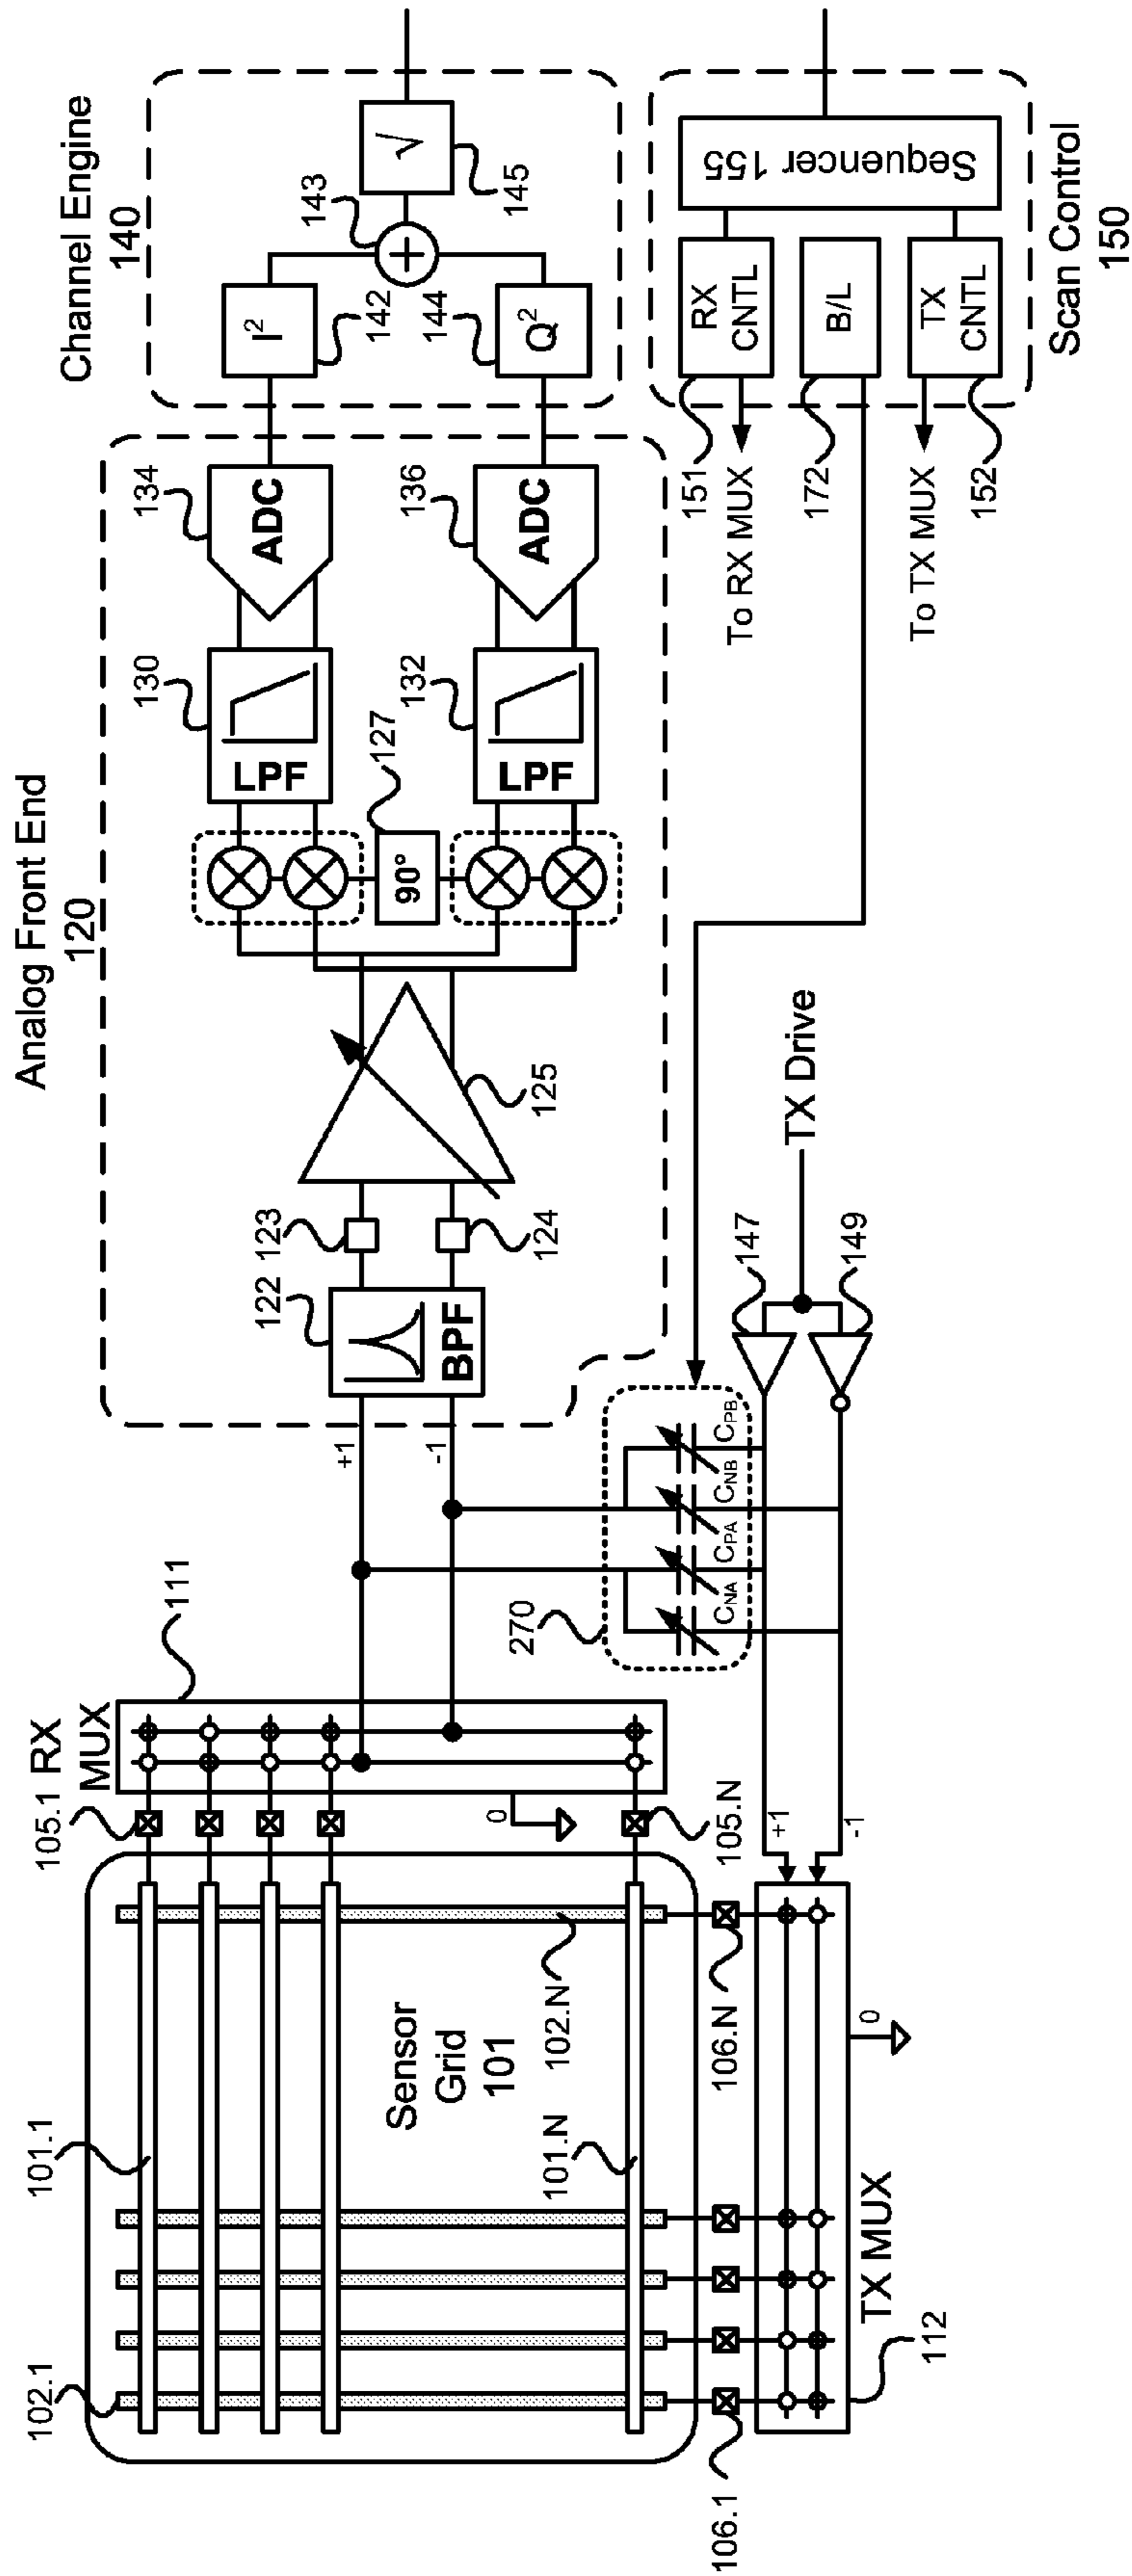 Analog Front End
120
Channel Engine
140
134
ADC
130
LPF
127
90°
132
LPF
136
ADC
I²
142
143
144
Q²
√
145
122
BPF
123
124
125
+1
-1
111
RX
MUX
105.1
105.N
0
101.1
102.1
Sensor
Grid
101
102.N
101.N
106.1
106.N
TX MUX
112
0
+1
-1
270
CNA
CPA
CNB
CPB
147
149
TX Drive
RX
CNTL
151
To RX MUX
B/L
172
TX
CNTL
152
To TX MUX
Sequencer 155
Scan Control
150